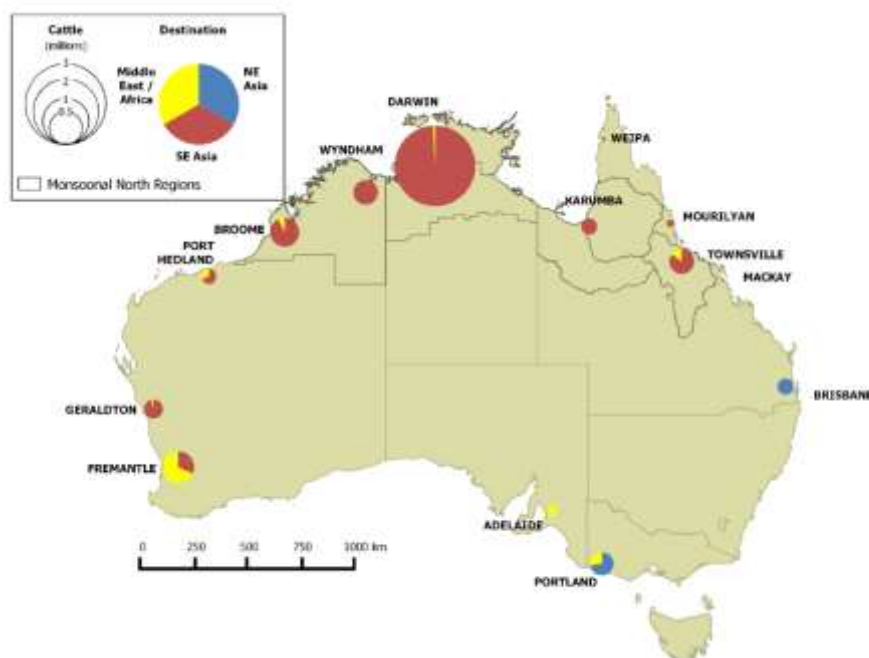 Cattle
(millions)
3
2
1
0.5
Destination
Middle
East /
Africa
NE
Asia
SE Asia
Monsoonal North Regions
DARWIN
WEIPA
WYNDHAM
KARUMBA
MOURILYAN
BROOME
TOWNSVILLE
PORT
HEDLAND
MACKAY
BRISBANE
GERALDTON
FREMANTLE
ADELAIDE
PORTLAND
0 250 500 750 1000 km